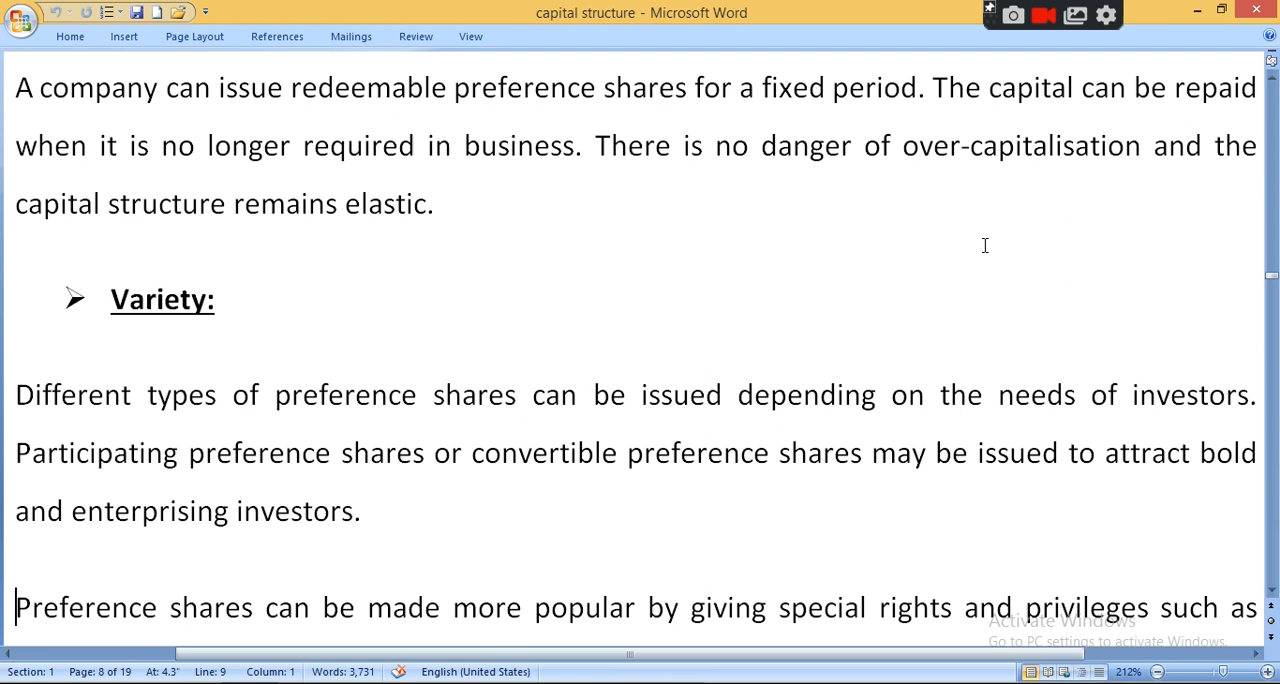 capital structure - Microsoft Word
Home Insert Page Layout References Mailings Review View
A company can issue redeemable preference shares for a fixed period. The capital can be repaid
when it is no longer required in business. There is no danger of over-capitalisation and the
capital structure remains elastic.
Variety:
Different types of preference shares can be issued depending on the needs of investors.
Participating preference shares or convertible preference shares may be issued to attract bold
and enterprising investors.
Preference shares can be made more popular by giving special rights and privileges such as
Activate Windows
Go to PC settings to activate Windows.
Section: 1 Page: 8 of 19 At: 4.3" Line: 9 Column: 1 Words: 3,731 English (United States) 212%